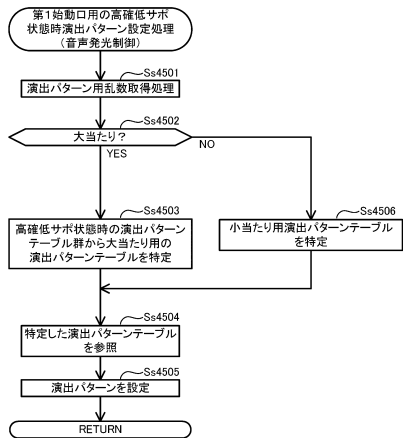 第1始動口用の高確低サポ
状態時演出パターン設定処理
(音声発光制御)
Ss4501
演出パターン用乱数取得処理
Ss4502
大当たり?
NO
YES
Ss4503
高確低サポ状態時の演出パターン
テーブル群から大当たり用の
演出パターンテーブルを特定
Ss4506
小当たり用演出パターンテーブル
を特定
Ss4504
特定した演出パターンテーブル
を参照
Ss4505
演出パターンを設定
RETURN